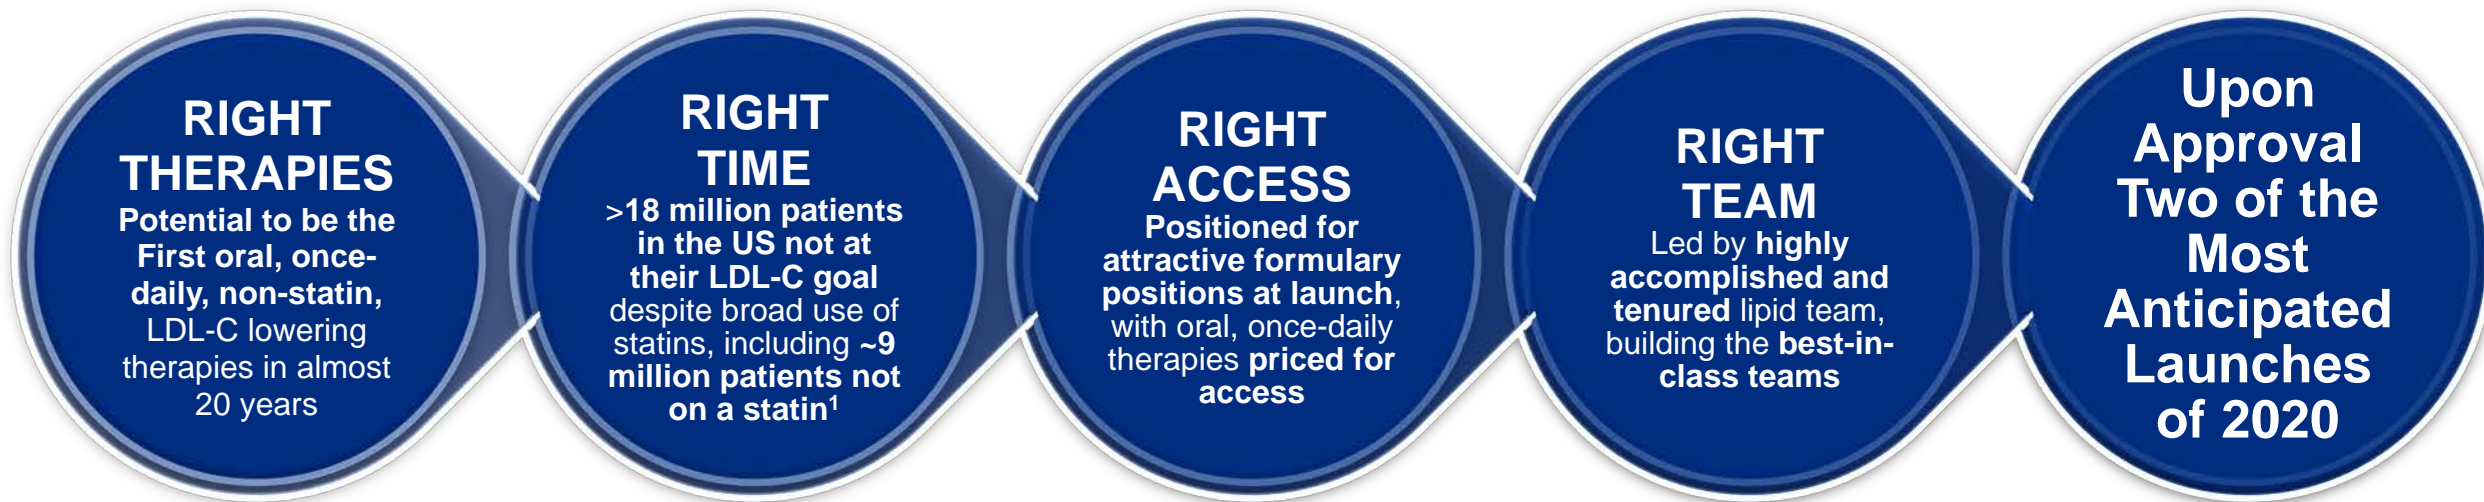 RIGHT
THERAPIES
Potential to be the
First oral, once-
daily, non-statin,
LDL-C lowering
therapies in almost
20 years
RIGHT
TIME
>18 million patients
in the US not at
their LDL-C goal
despite broad use of
statins, including ~9
million patients not
on a statin¹
RIGHT
ACCESS
Positioned for
attractive formulary
positions at launch,
with oral, once-daily
therapies priced for
access
RIGHT
TEAM
Led by highly
accomplished and
tenured lipid team,
building the best-in-
class teams
Upon
Approval
Two of the
Most
Anticipated
Launches
of 2020